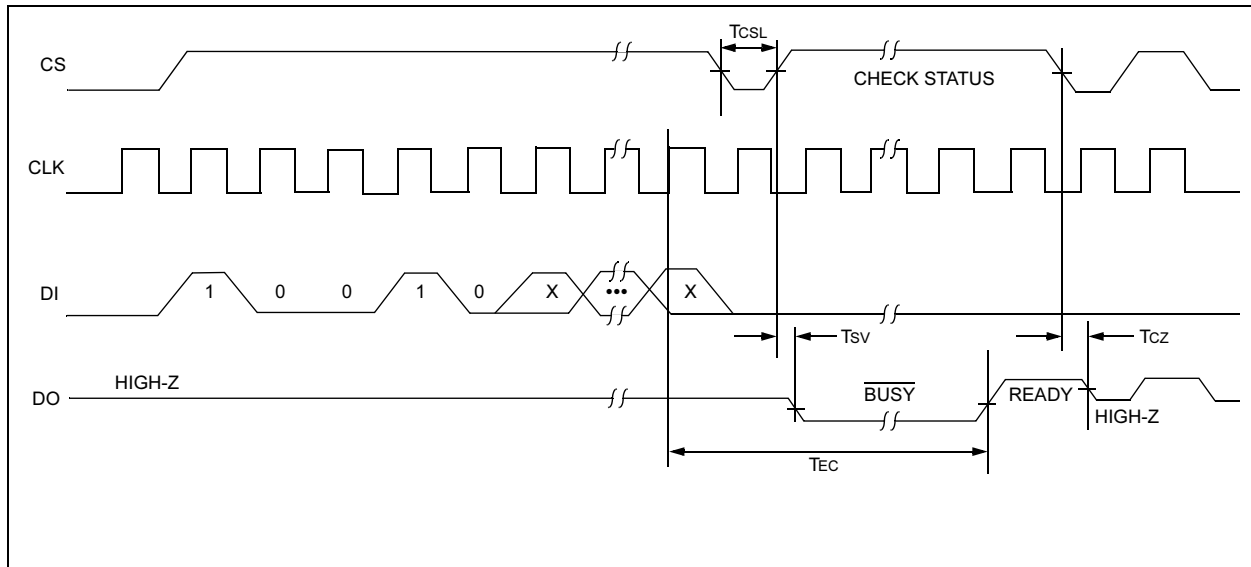 TCSL
CS
CHECK STATUS
CLK
DI
1 0 0 1 0 X ••• X
TSV
TCZ
HIGH-Z
DO
BUSY
READY
HIGH-Z
TEC